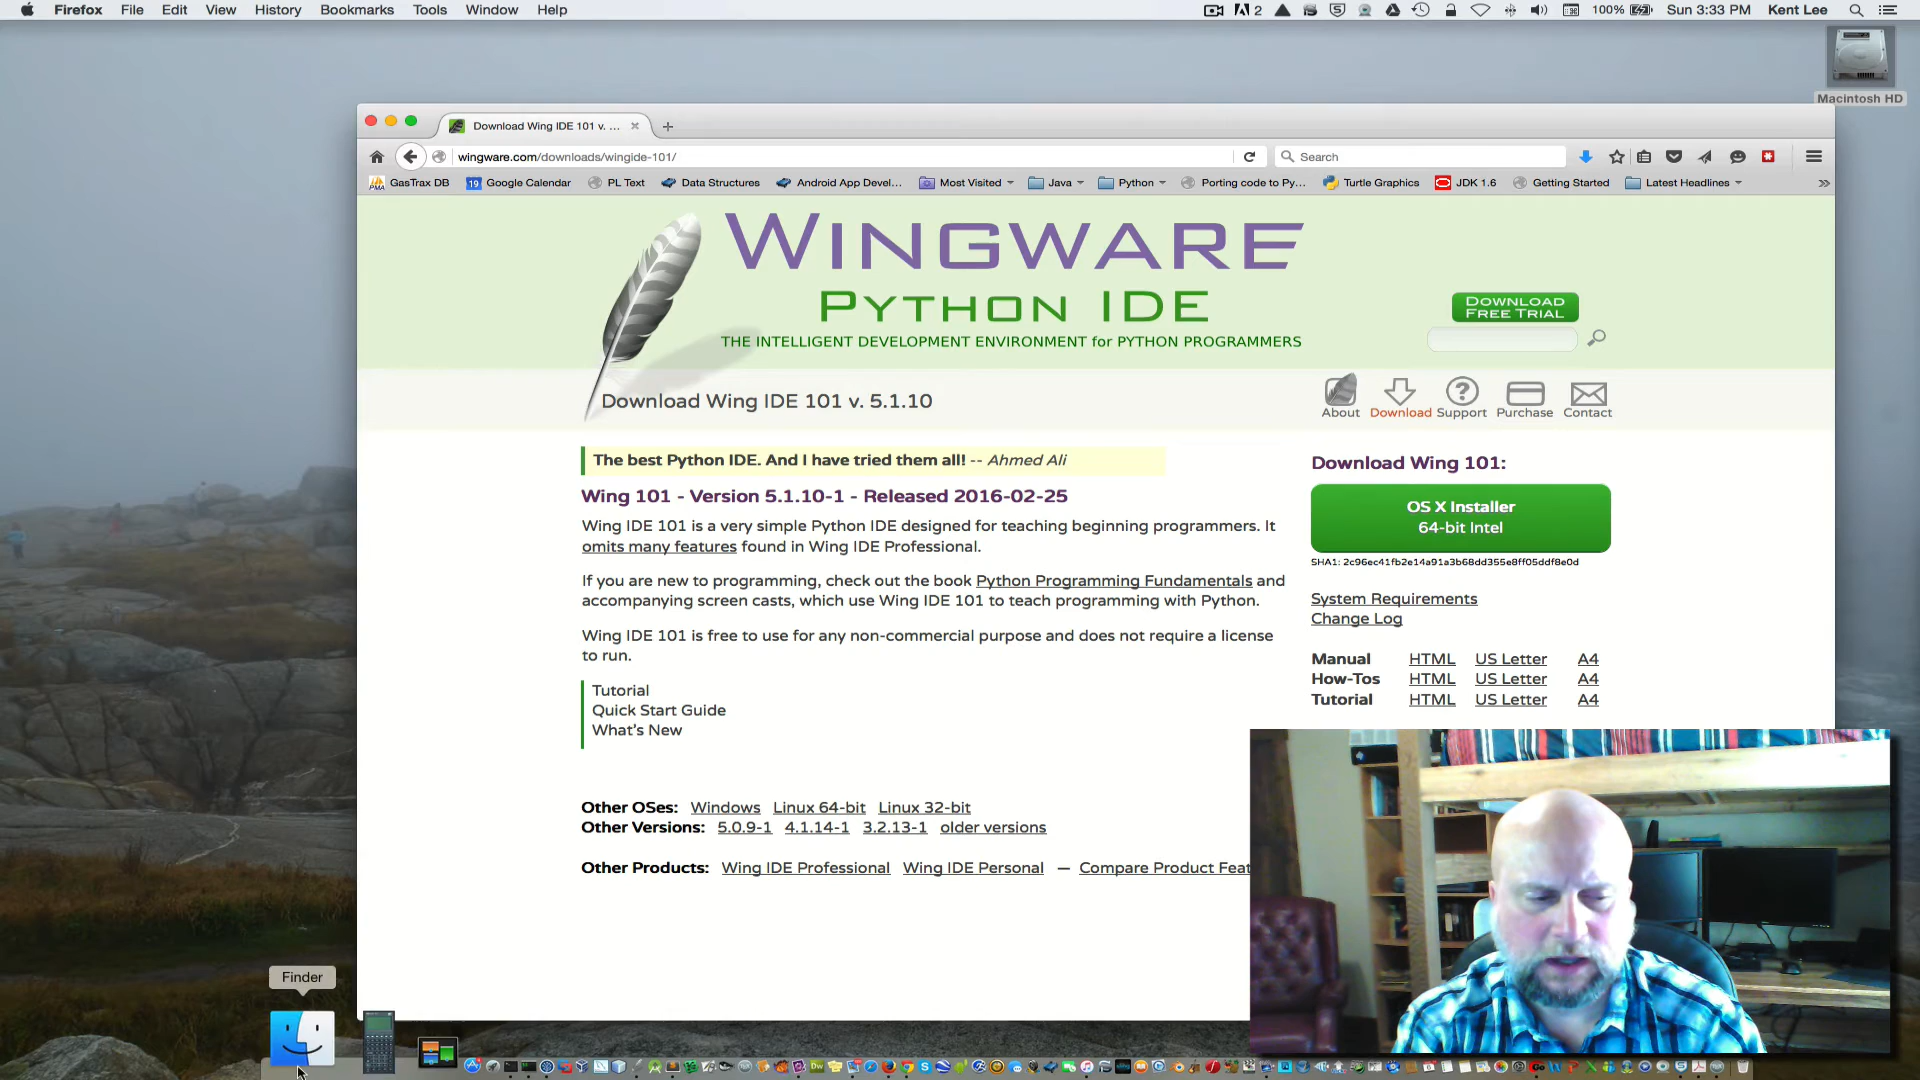 Firefox File Edit View History Bookmarks Tools Window Help
2 100% Sun 3:33 PM Kent Lee
Macintosh HD
Download Wing IDE 101 v. ...
wingware.com/downloads/wingide-101/
Search
GasTrax DB 19 Google Calendar PL Text Data Structures Android App Devel... Most Visited Java Python Porting code to Py... Turtle Graphics JDK 1.6 Getting Started Latest Headlines
WINGWARE
PYTHON IDE
THE INTELLIGENT DEVELOPMENT ENVIRONMENT for PYTHON PROGRAMMERS
DOWNLOAD
FREE TRIAL
Download Wing IDE 101 v. 5.1.10
About Download Support Purchase Contact
The best Python IDE. And I have tried them all! -- Ahmed Ali
Wing 101 - Version 5.1.10-1 - Released 2016-02-25
Wing IDE 101 is a very simple Python IDE designed for teaching beginning programmers. It
omits many features found in Wing IDE Professional.
If you are new to programming, check out the book Python Programming Fundamentals and
accompanying screen casts, which use Wing IDE 101 to teach programming with Python.
Wing IDE 101 is free to use for any non-commercial purpose and does not require a license
to run.
Tutorial
Quick Start Guide
What's New
Other OSes: Windows Linux 64-bit Linux 32-bit
Other Versions: 5.0.9-1 4.1.14-1 3.2.13-1 older versions
Other Products: Wing IDE Professional Wing IDE Personal — Compare Product Feat
Download Wing 101:
OS X Installer
64-bit Intel
SHA1: 2c96ec41fb2e14a91a3b68dd355e8ff05ddf8e0d
System Requirements
Change Log
Manual HTML US Letter A4
How-Tos HTML US Letter A4
Tutorial HTML US Letter A4
Finder